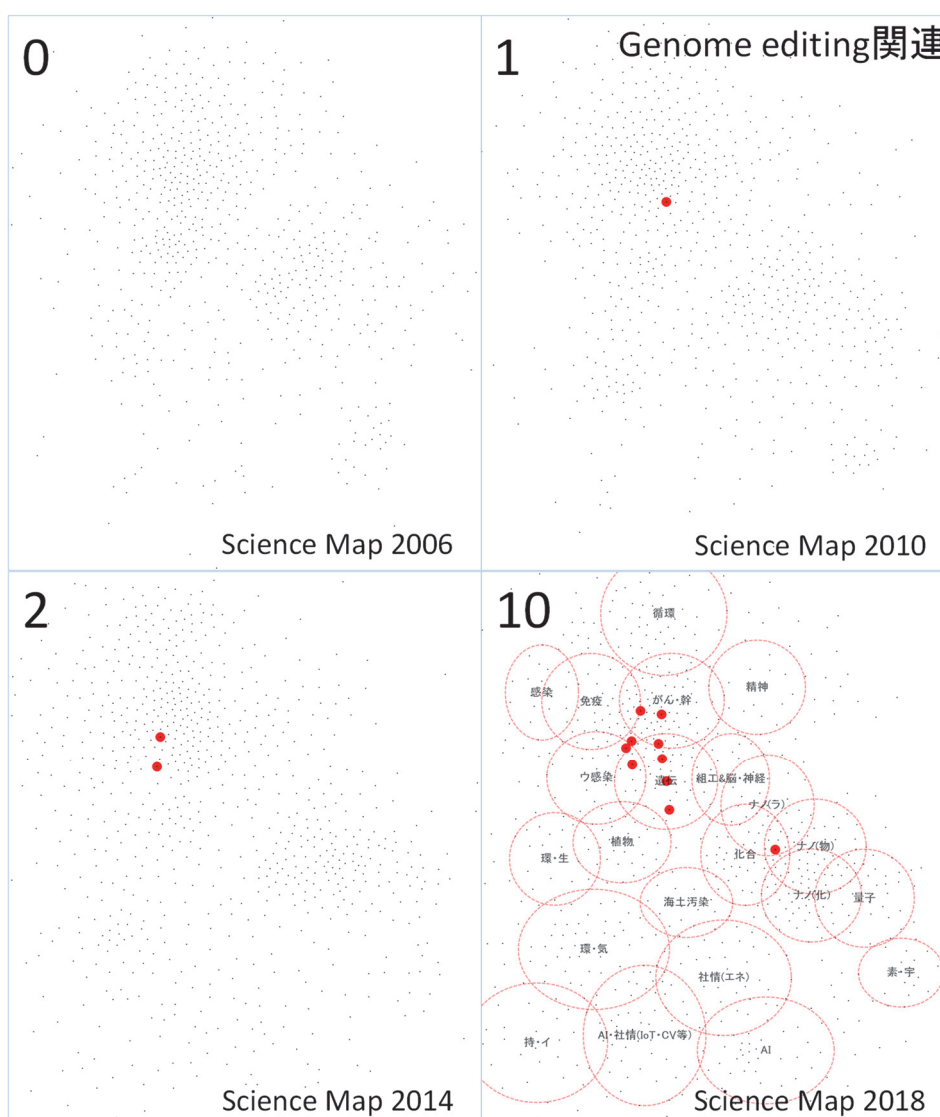 0
1
Genome editing関連
Science Map 2006
Science Map 2010
2
10
循環
感染
免疫
がん・幹
精神
ウ感染
遺伝
組工&脳・神経
ナノ(ラ)
環・生
植物
化合
ナノ(物)
海土汚染
ナノ(化)
量子
環・気
社情(エネ)
素・宇
持・イ
AI・社情(IoT・CV等)
AI
Science Map 2014
Science Map 2018